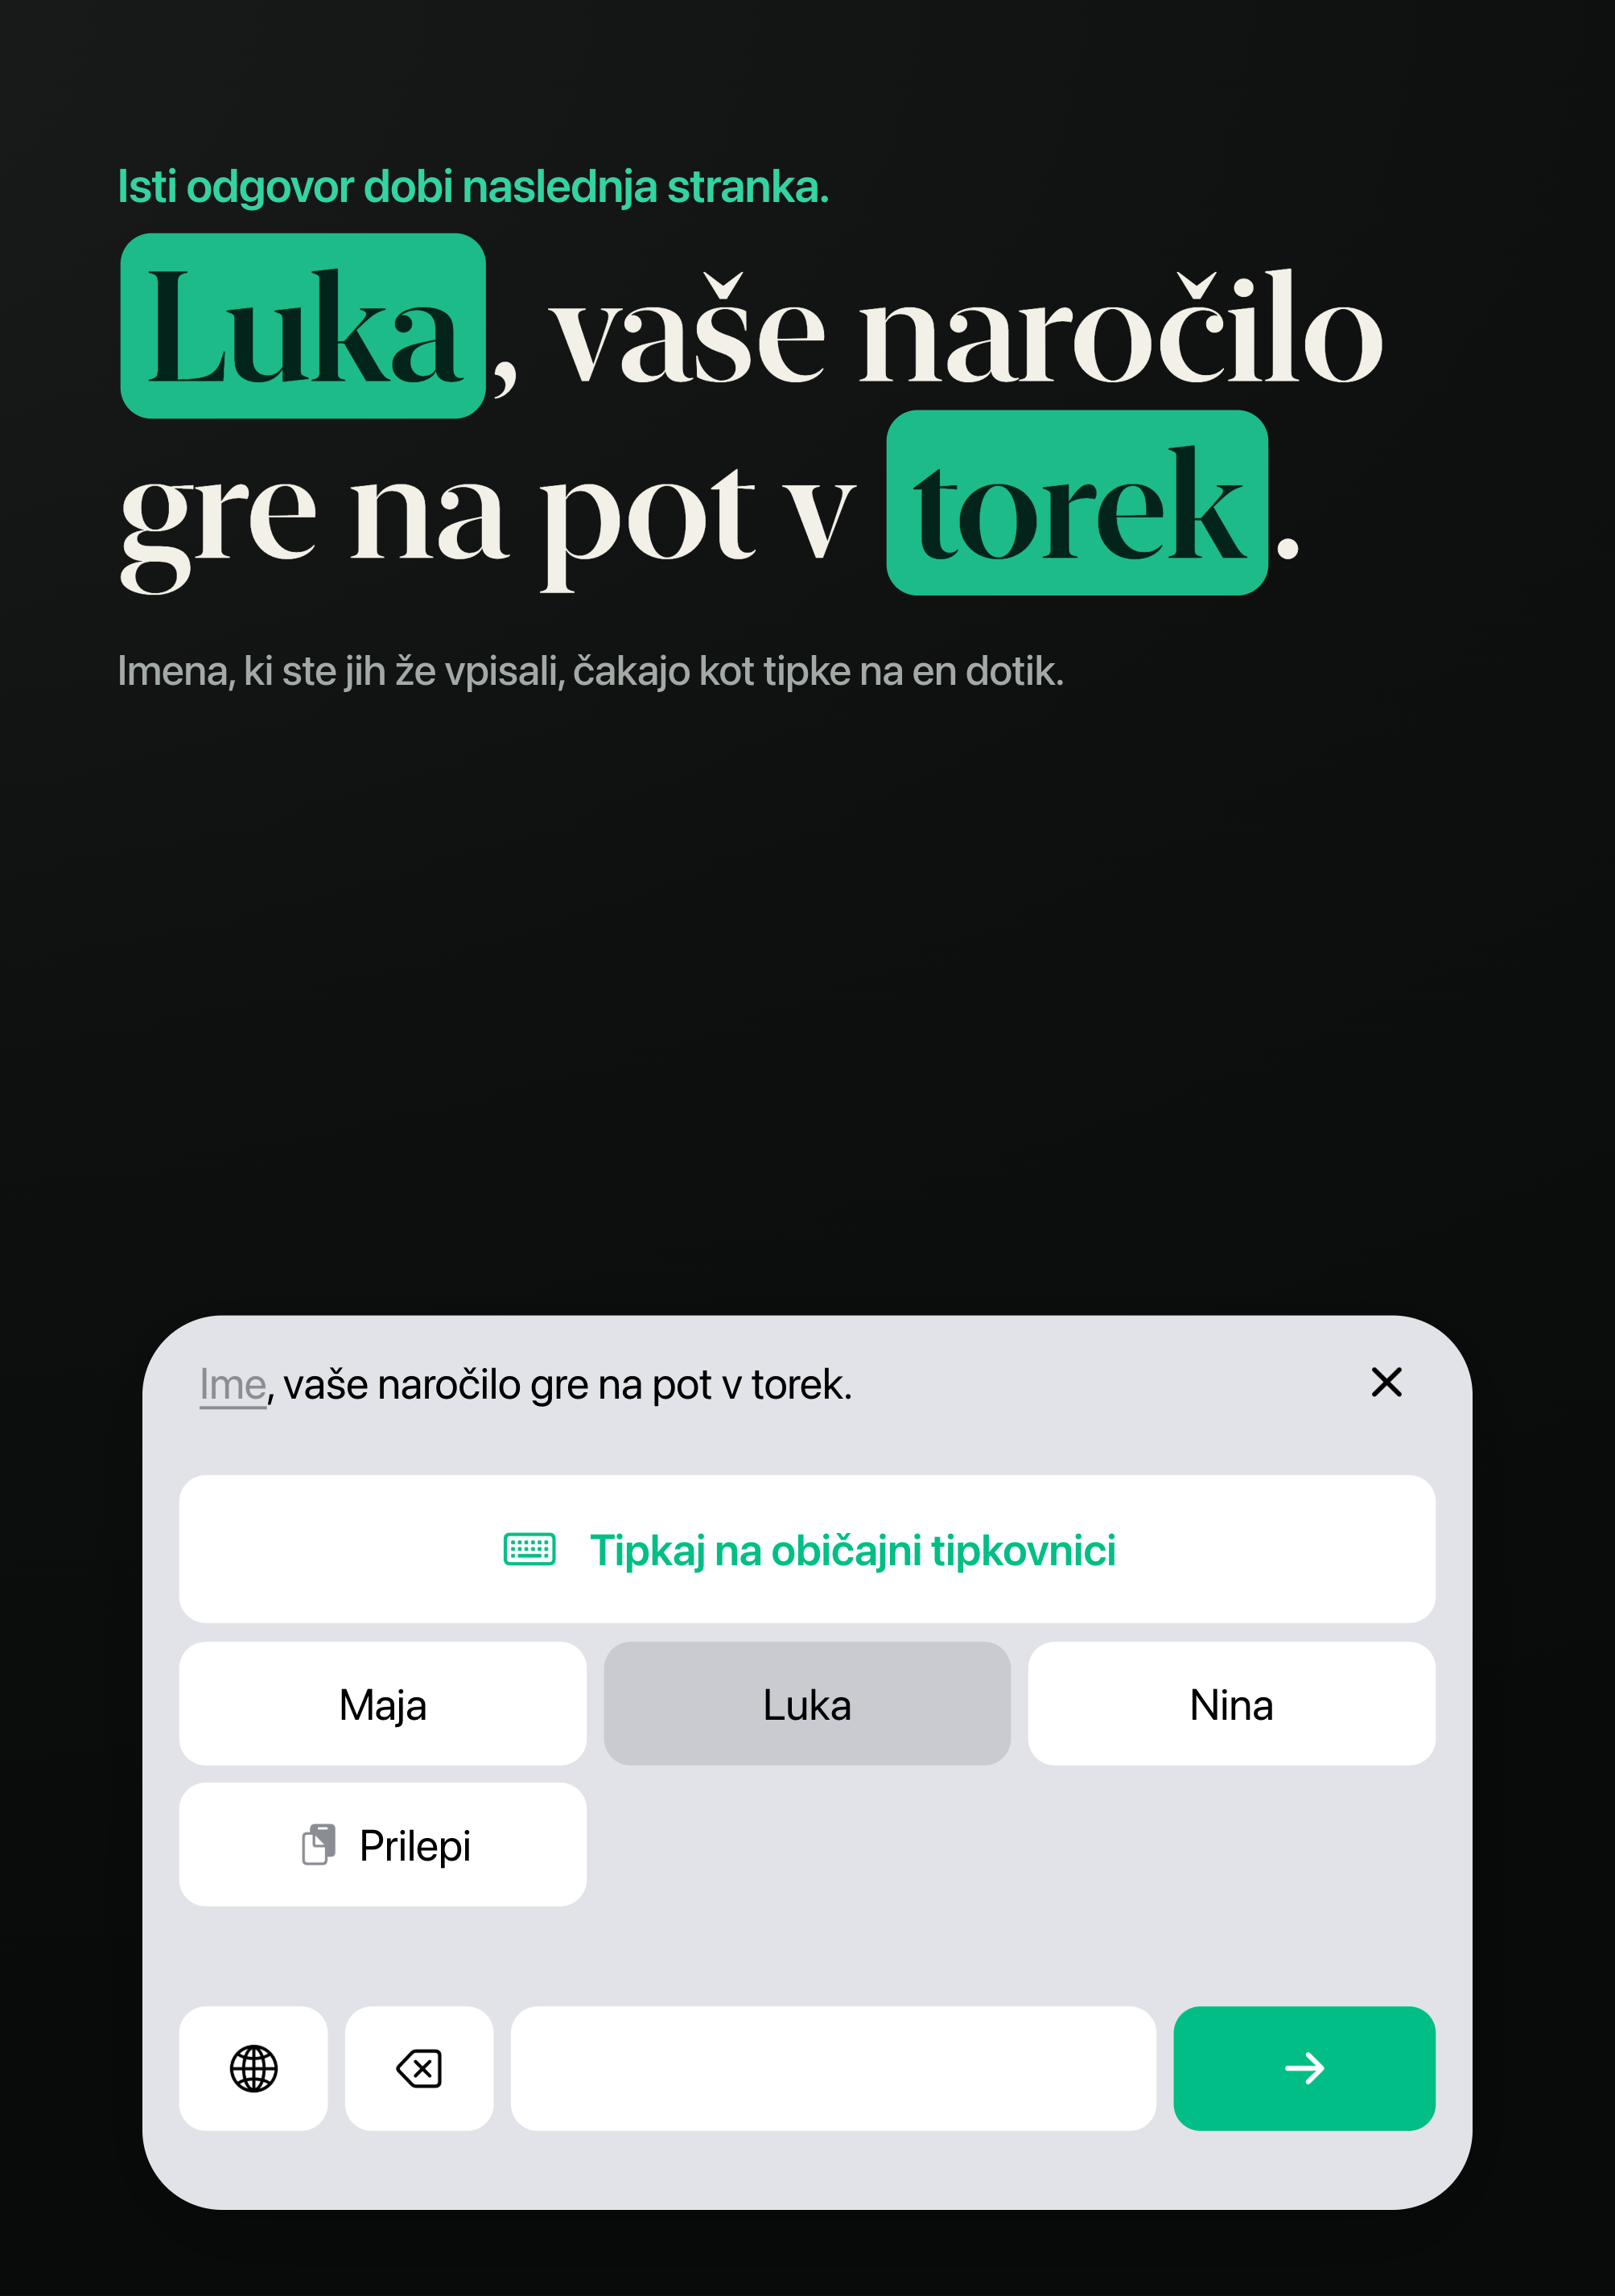 Isti odgovor dobi naslednja stranka.
Luka, vaše naročilo
gre na pot v torek.
Imena, ki ste jih že vpisali, čakajo kot tipke na en dotik.
Ime, vaše naročilo gre na pot v torek.
Tipkaj na običajni tipkovnici
Maja Luka Nina
Prilepi